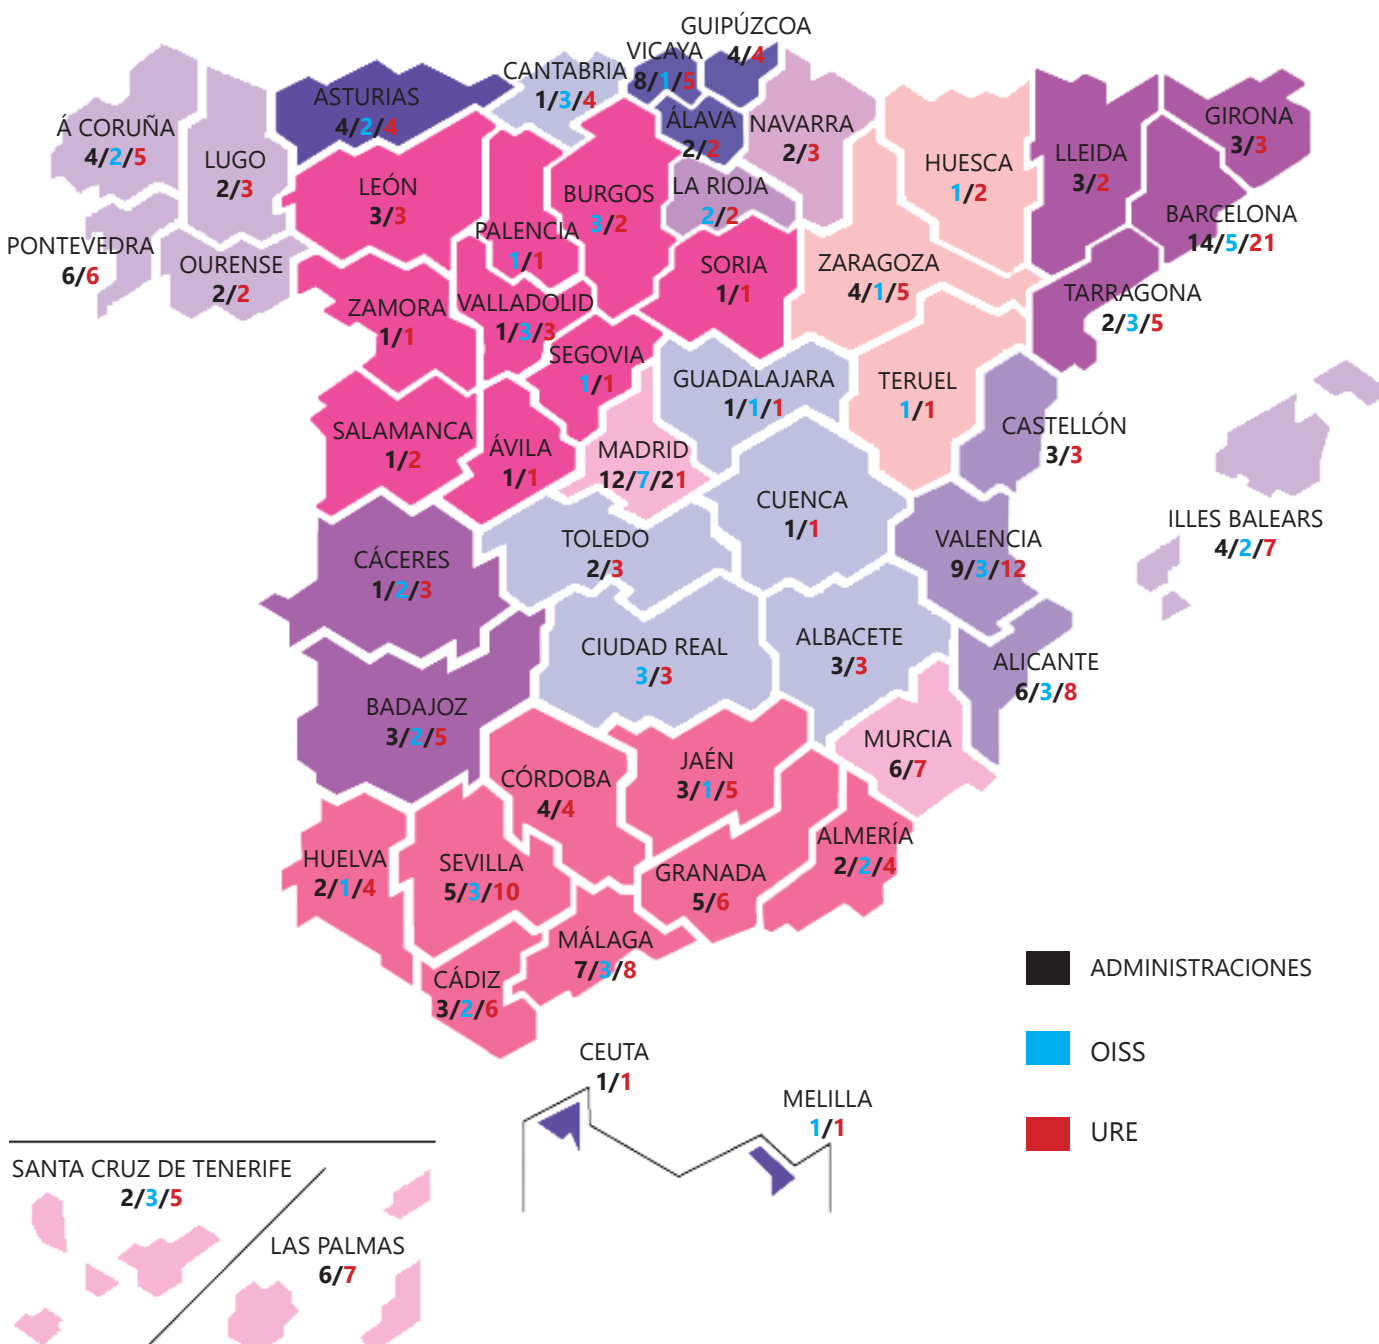 GUIPÚZCOA
4/4
VICAYA
8/1/5
CANTABRIA
1/3/4
ASTURIAS
4/2/4
Á CORUÑA
4/2/5
LUGO
2/3
ÁLAVA
2/2
NAVARRA
2/3
HUESCA
1/2
LLEIDA
3/2
GIRONA
3/3
LEÓN
3/3
BURGOS
3/2
LA RIOJA
2/2
BARCELONA
14/5/21
PONTEVEDRA
6/6
OURENSE
2/2
PALENCIA
1/1
SORIA
1/1
ZARAGOZA
4/1/5
TARRAGONA
2/3/5
ZAMORA
1/1
VALLADOLID
1/3/3
SEGOVIA
1/1
GUADALAJARA
1/1/1
TERUEL
1/1
CASTELLÓN
3/3
SALAMANCA
1/2
ÁVILA
1/1
MADRID
12/7/21
CUENCA
1/1
ILLES BALEARS
4/2/7
CÁCERES
1/2/3
TOLEDO
2/3
VALENCIA
9/3/12
CIUDAD REAL
3/3
ALBACETE
3/3
ALICANTE
6/3/8
BADAJOZ
3/2/5
MURCIA
6/7
CÓRDOBA
4/4
JAÉN
3/1/5
HUELVA
2/1/4
SEVILLA
5/3/10
GRANADA
5/6
ALMERÍA
2/2/4
MÁLAGA
7/3/8
CÁDIZ
3/2/6
ADMINISTRACIONES
OISS
URE
CEUTA
1/1
MELILLA
1/1
SANTA CRUZ DE TENERIFE
2/3/5
LAS PALMAS
6/7